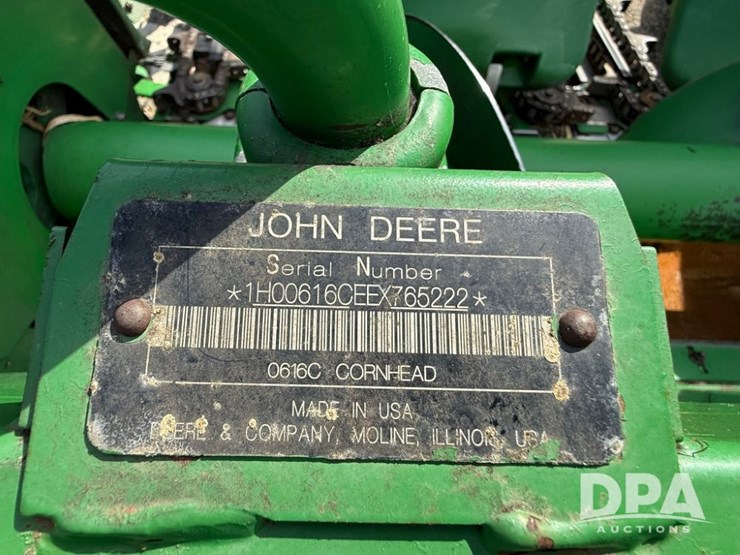 JOHN DEERE
Serial Number
*1H00616CEEX765222*
0616C CORNHEAD
MADE IN USA
DEERE & COMPANY, MOLINE, ILLINOIS, USA
DPA
AUCTIONS